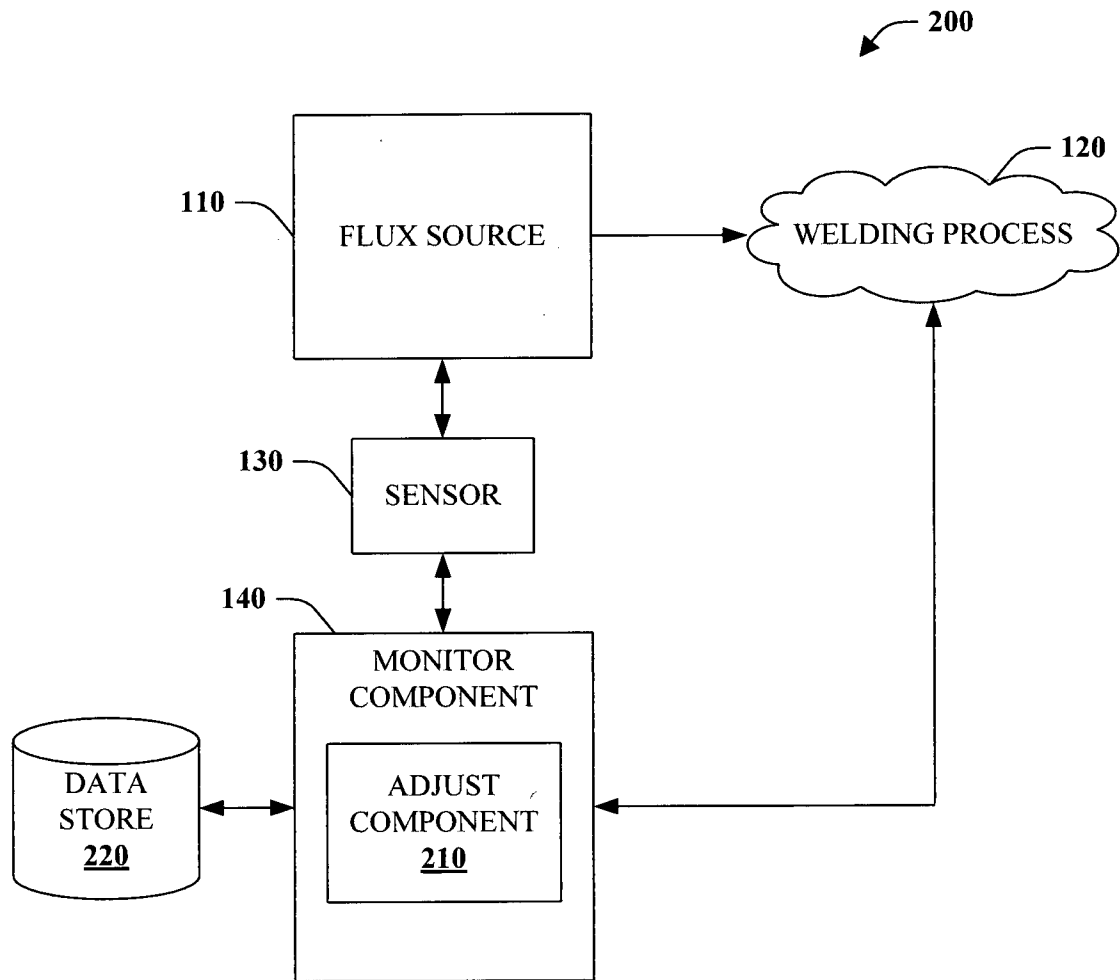 200
120
110
FLUX SOURCE
WELDING PROCESS
130
SENSOR
140
MONITOR
COMPONENT
DATA
STORE
220
ADJUST
COMPONENT
210